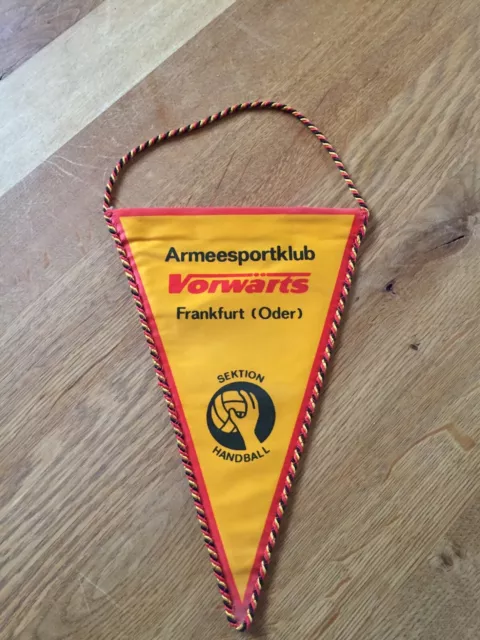 Armeesportklub
Vorwärts
Frankfurt (Oder)
SEKTION
HANDBALL